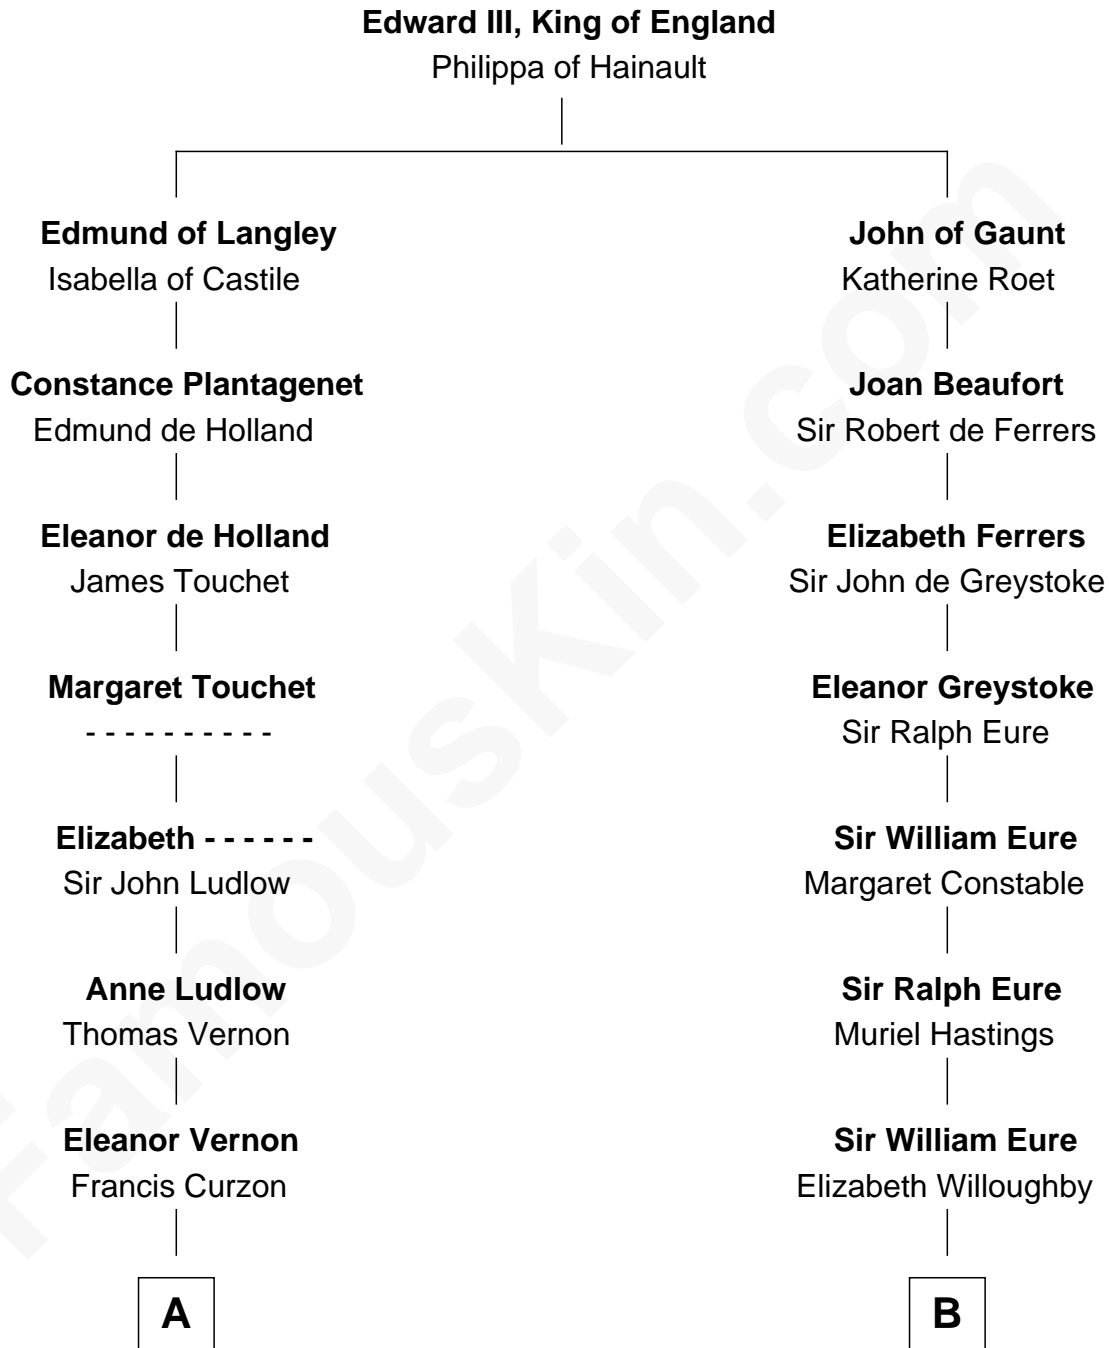 Edward III, King of England
Philippa of Hainault
Edmund of Langley
Isabella of Castile
Constance Plantagenet
Edmund de Holland
Eleanor de Holland
James Touchet
Margaret Touchet
- - - - - - - - - -
Elizabeth - - - - - -
Sir John Ludlow
Anne Ludlow
Thomas Vernon
Eleanor Vernon
Francis Curzon
A
John of Gaunt
Katherine Roet
Joan Beaufort
Sir Robert de Ferrers
Elizabeth Ferrers
Sir John de Greystoke
Eleanor Greystoke
Sir Ralph Eure
Sir William Eure
Margaret Constable
Sir Ralph Eure
Muriel Hastings
Sir William Eure
Elizabeth Willoughby
B
FamousKin.com